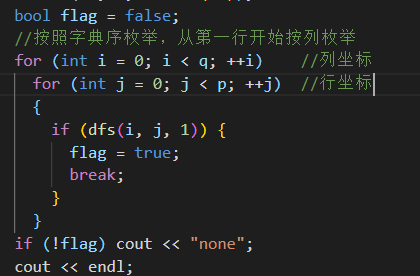 bool flag = false;
//按照字典序枚举，从第一行开始按列枚举
for (int i = 0; i < q; ++i)    //列坐标
  for (int j = 0; j < p; ++j)  //行坐标
  {
    if (dfs(i, j, 1)) {
      flag = true;
      break;
    }
  }
if (!flag) cout << "none";
cout << endl;